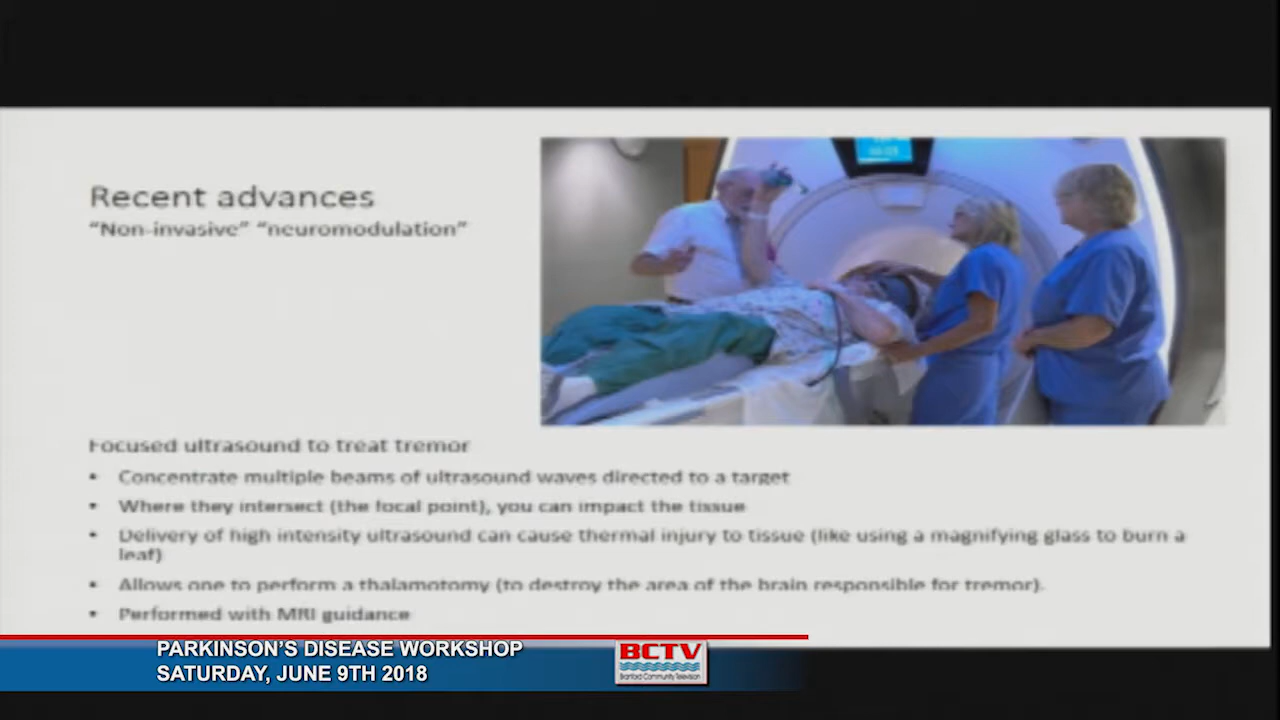 Recent advances
“Non-invasive” “neuromodulation”
Focused ultrasound to treat tremor
• Concentrate multiple beams of ultrasound waves directed to a target
• Where they intersect (the focal point), you can impact the tissue
• Delivery of high intensity ultrasound can cause thermal injury to tissue (like using a magnifying glass to burn a
leaf)
• Allows one to perform a thalamotomy (to destroy the area of the brain responsible for tremor).
• Performed with MRI guidance
PARKINSON'S DISEASE WORKSHOP
SATURDAY, JUNE 9TH 2018
BCTV
Branford Community Television